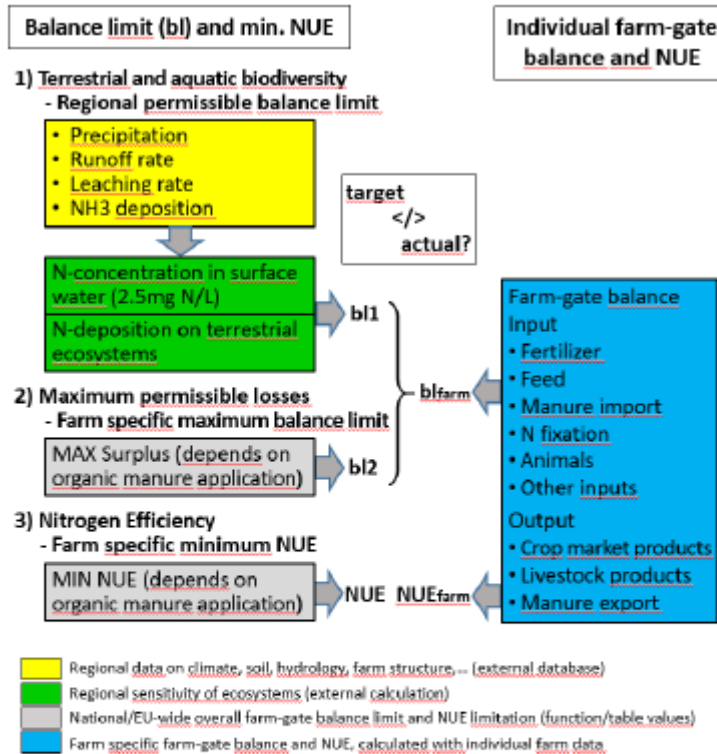 Balance limit (bl) and min. NUE
Individual farm-gate
balance and NUE
1) Terrestrial and aquatic biodiversity
- Regional permissible balance limit
• Precipitation
• Runoff rate
• Leaching rate
• NH3 deposition
target
</>
actual?
N-concentration in surface
water (2.5mg N/L)
N-deposition on terrestrial
ecosystems
bl1
2) Maximum permissible losses
- Farm specific maximum balance limit
MAX Surplus (depends on
organic manure application)
bl2
blfarm
3) Nitrogen Efficiency
- Farm specific minimum NUE
MIN NUE (depends on
organic manure application)
NUE
NUEfarm
Farm-gate balance
Input
• Fertilizer
• Feed
• Manure import
• N fixation
• Animals
• Other inputs
Output
• Crop market products
• Livestock products
• Manure export
Regional data on climate, soil, hydrology, farm structure,... (external database)
Regional sensitivity of ecosystems (external calculation)
National/EU-wide overall farm-gate balance limit and NUE limitation (function/table values)
Farm specific farm-gate balance and NUE, calculated with individual farm data